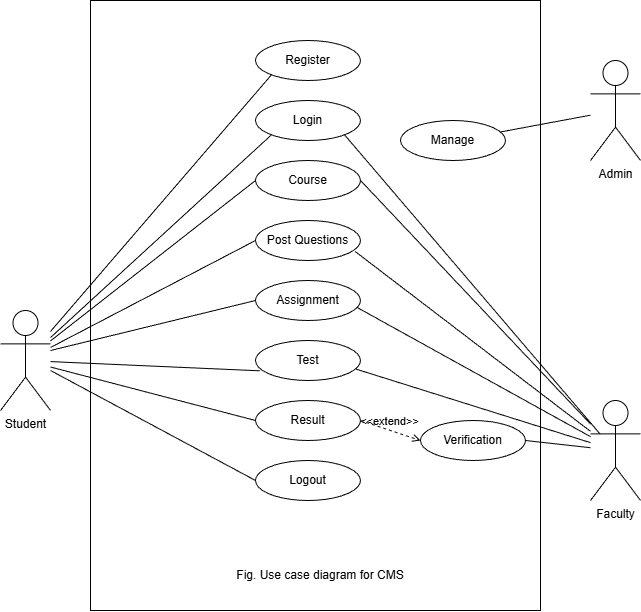 Register
Login
Manage
Course
Admin
Post Questions
Assignment
Test
Result
<<extend>>
Student
Verification
Logout
Faculty
Fig. Use case diagram for CMS